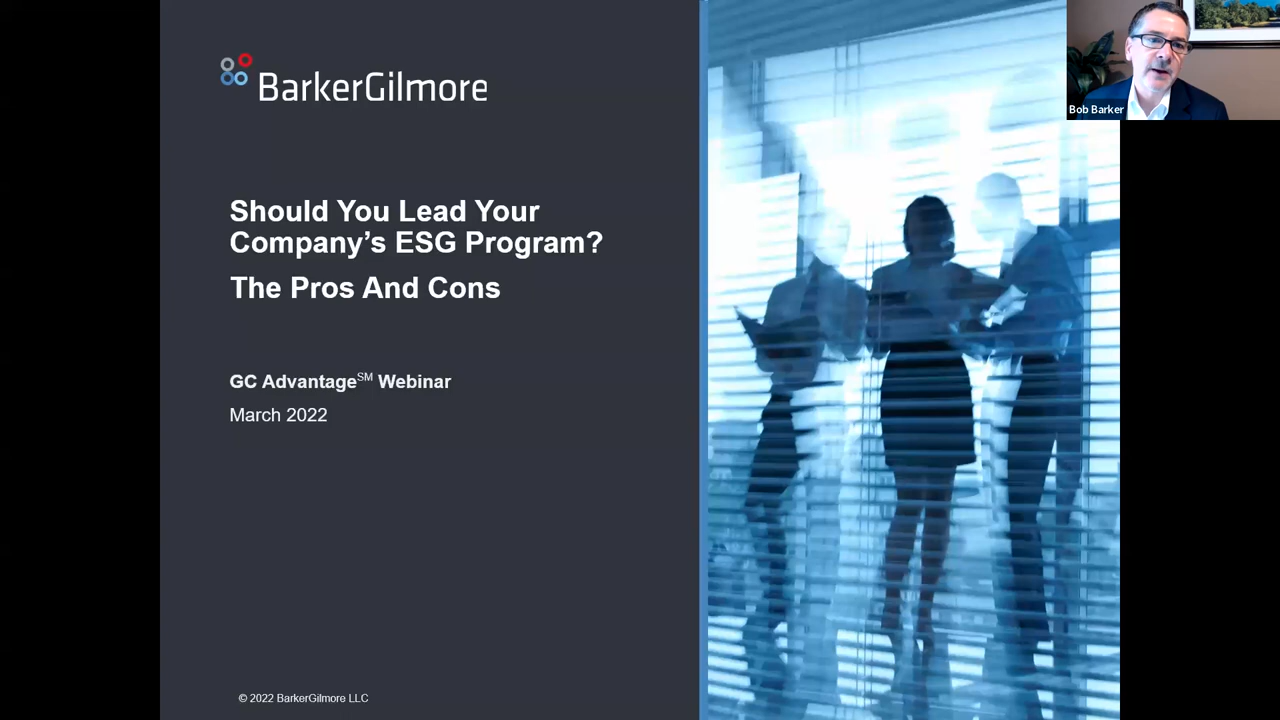 BarkerGilmore
Should You Lead Your
Company's ESG Program?
The Pros And Cons
GC Advantage℠ Webinar
March 2022
© 2022 BarkerGilmore LLC
Bob Barker